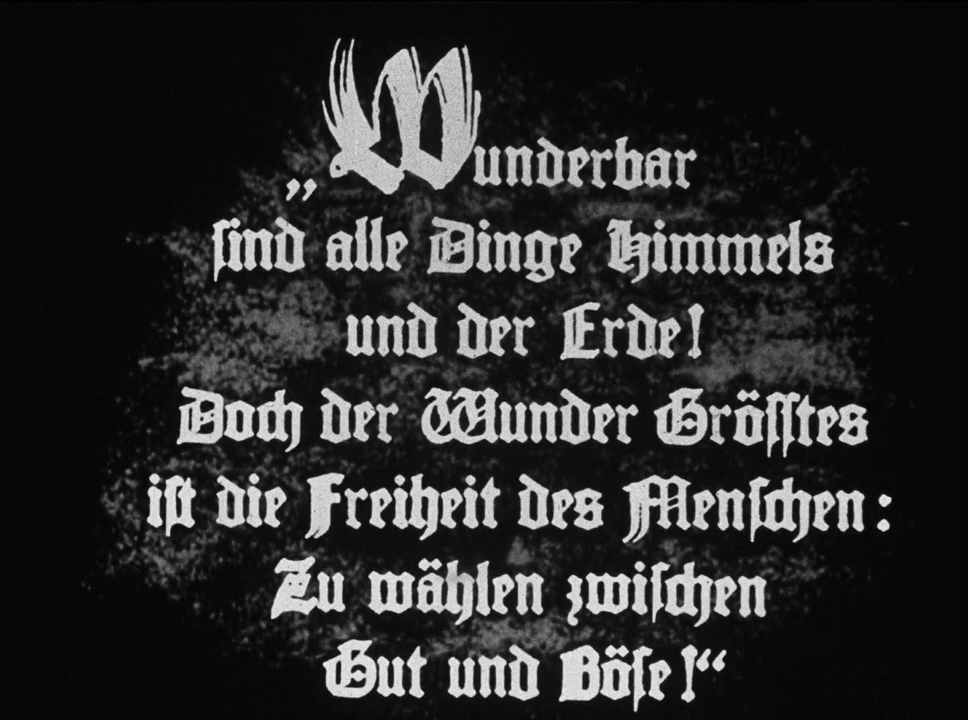 „Wunderbar
sind alle Dinge Himmels
und der Erde!
Doch der Wunder Grösstes
ist die Freiheit des Menschen:
Zu wählen zwischen
Gut und Böse!“